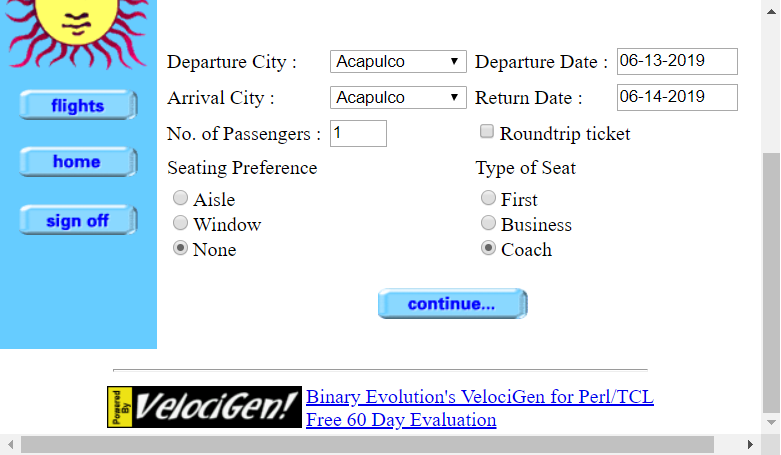 Departure City : Acapulco Departure Date : 06-13-2019
flights
Arrival City : Acapulco Return Date : 06-14-2019
No. of Passengers : 1 Roundtrip ticket
home
Seating Preference Type of Seat
Aisle First
sign off
Window Business
None Coach
continue...
Powered By VelociGen! Binary Evolution's VelociGen for Perl/TCL
Free 60 Day Evaluation